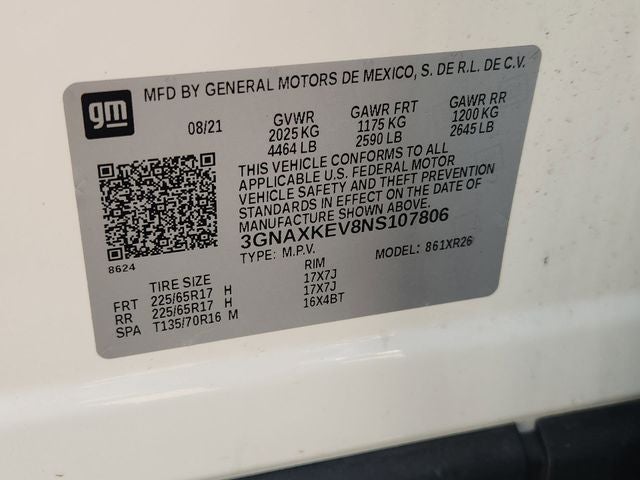 gm
MFD BY GENERAL MOTORS DE MEXICO, S. DE R.L. DE C.V.
08/21 GVWR GAWR FRT GAWR RR
2025 KG 1175 KG 1200 KG
4464 LB 2590 LB 2645 LB
THIS VEHICLE CONFORMS TO ALL
APPLICABLE U.S. FEDERAL MOTOR
VEHICLE SAFETY AND THEFT PREVENTION
STANDARDS IN EFFECT ON THE DATE OF
MANUFACTURE SHOWN ABOVE.
3GNAXKEV8NS107806
TYPE: M.P.V. MODEL: 861XR26
8624
TIRE SIZE RIM
FRT 225/65R17 H 17X7J
RR 225/65R17 H 17X7J
SPA T135/70R16 M 16X4BT